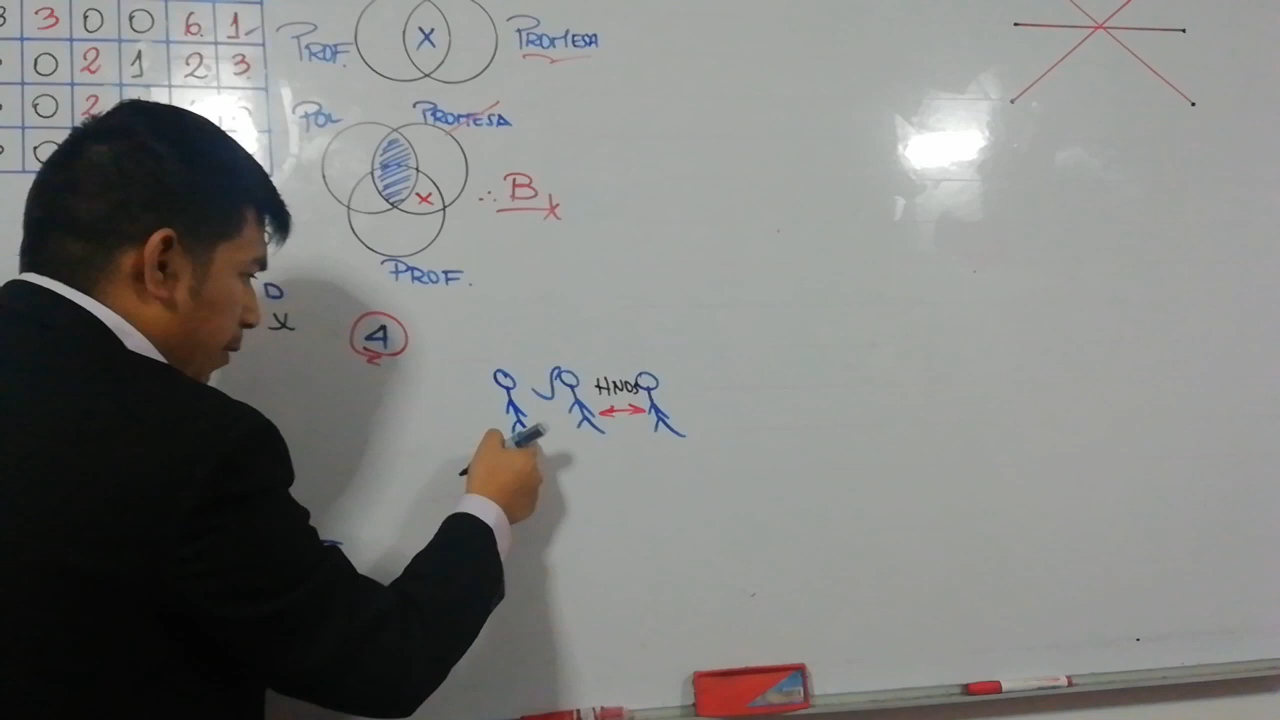 3 0 0 6 1
0 2 1 2 3
0 2
PROF. X PROMESA
POL PROMESA
X
∴ B
PROF.
D
X
4
HNOS